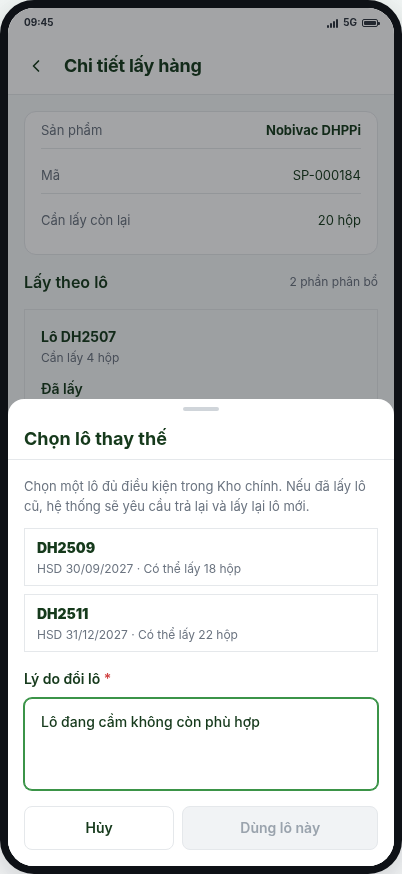 09:45
5G
Chi tiết lấy hàng
Sản phẩm
Nobivac DHPPi
Mã
SP-000184
Cần lấy còn lại
20 hộp
Lấy theo lô
2 phần phân bổ
Lô DH2507
Cần lấy 4 hộp
Đã lấy
Chọn lô thay thế
Chọn một lô đủ điều kiện trong Kho chính. Nếu đã lấy lô
cũ, hệ thống sẽ yêu cầu trả lại và lấy lại lô mới.
DH2509
HSD 30/09/2027 · Có thể lấy 18 hộp
DH2511
HSD 31/12/2027 · Có thể lấy 22 hộp
Lý do đổi lô *
Lô đang cầm không còn phù hợp
Hủy
Dùng lô này